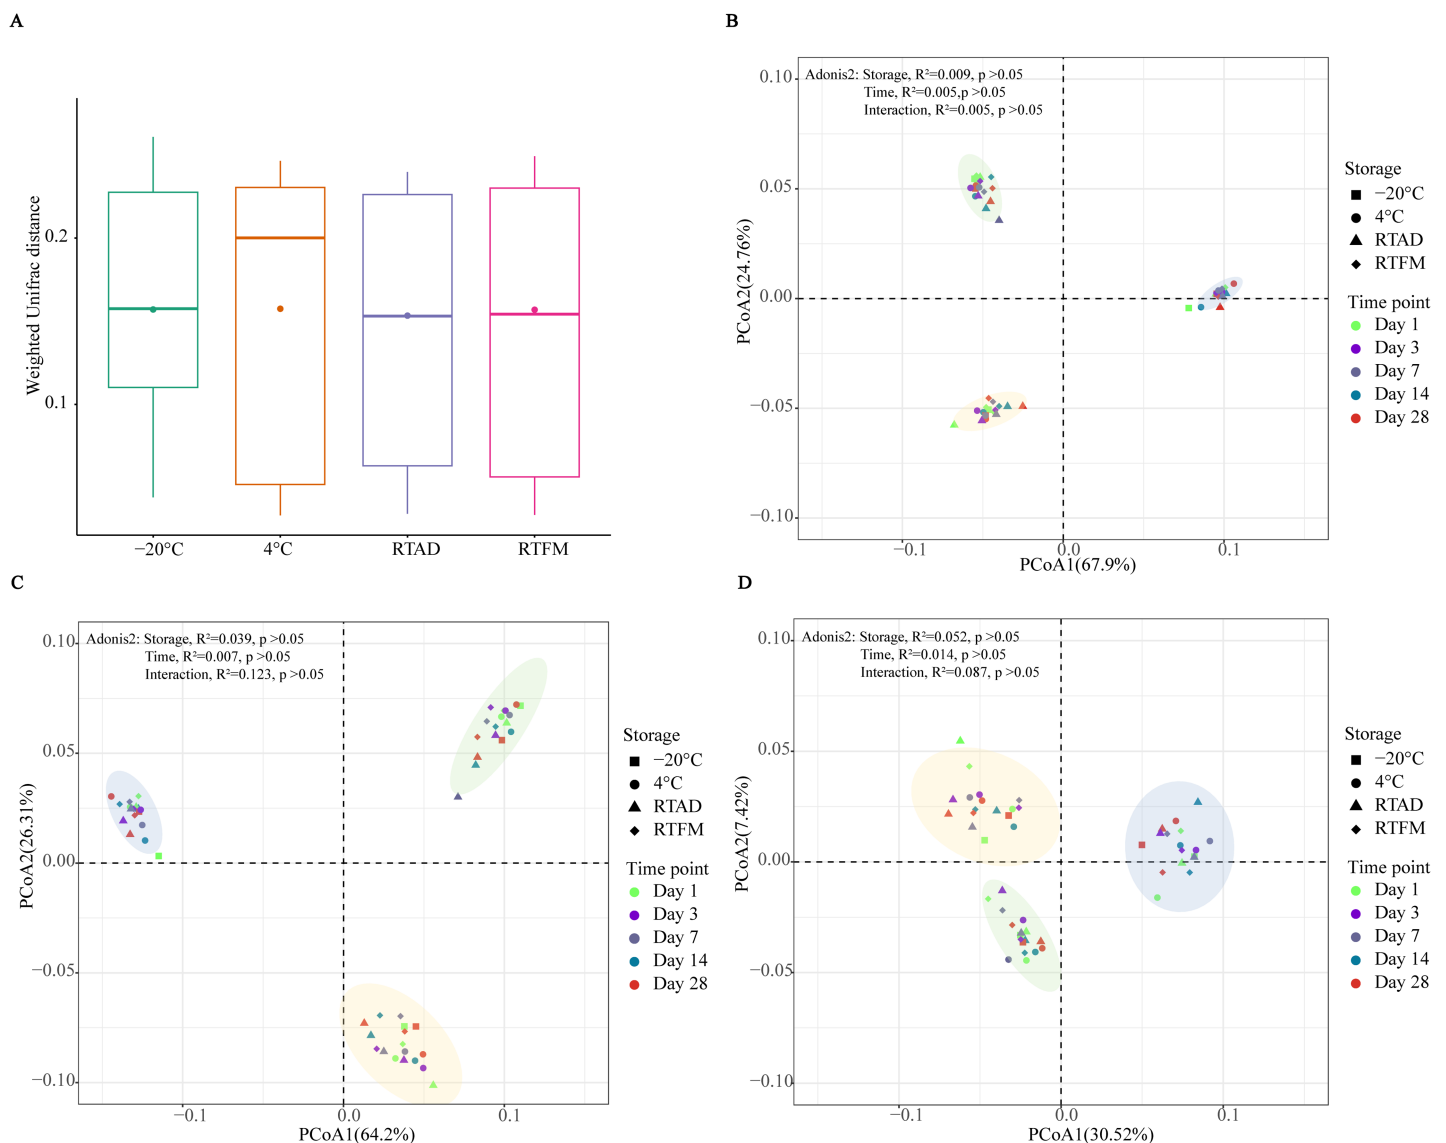 A
Weighted Unifrac distance
0.2
0.1
−20°C
4°C
RTAD
RTFM
B
Adonis2: Storage, R²=0.009, p >0.05
Time, R²=0.005,p >0.05
Interaction, R²=0.005, p >0.05
PCoA2(24.76%)
0.10
0.05
0.00
−0.05
−0.10
−0.1
0.0
0.1
PCoA1(67.9%)
Storage
−20°C
4°C
RTAD
RTFM
Time point
Day 1
Day 3
Day 7
Day 14
Day 28
C
Adonis2: Storage, R²=0.039, p >0.05
Time, R²=0.007, p >0.05
Interaction, R²=0.123, p >0.05
PCoA2(26.31%)
0.10
0.05
0.00
−0.05
−0.10
−0.1
0.0
0.1
PCoA1(64.2%)
Storage
−20°C
4°C
RTAD
RTFM
Time point
Day 1
Day 3
Day 7
Day 14
Day 28
D
Adonis2: Storage, R²=0.052, p >0.05
Time, R²=0.014, p >0.05
Interaction, R²=0.087, p >0.05
PCoA2(7.42%)
0.10
0.05
0.00
−0.05
−0.10
−0.1
0.0
0.1
PCoA1(30.52%)
Storage
−20°C
4°C
RTAD
RTFM
Time point
Day 1
Day 3
Day 7
Day 14
Day 28